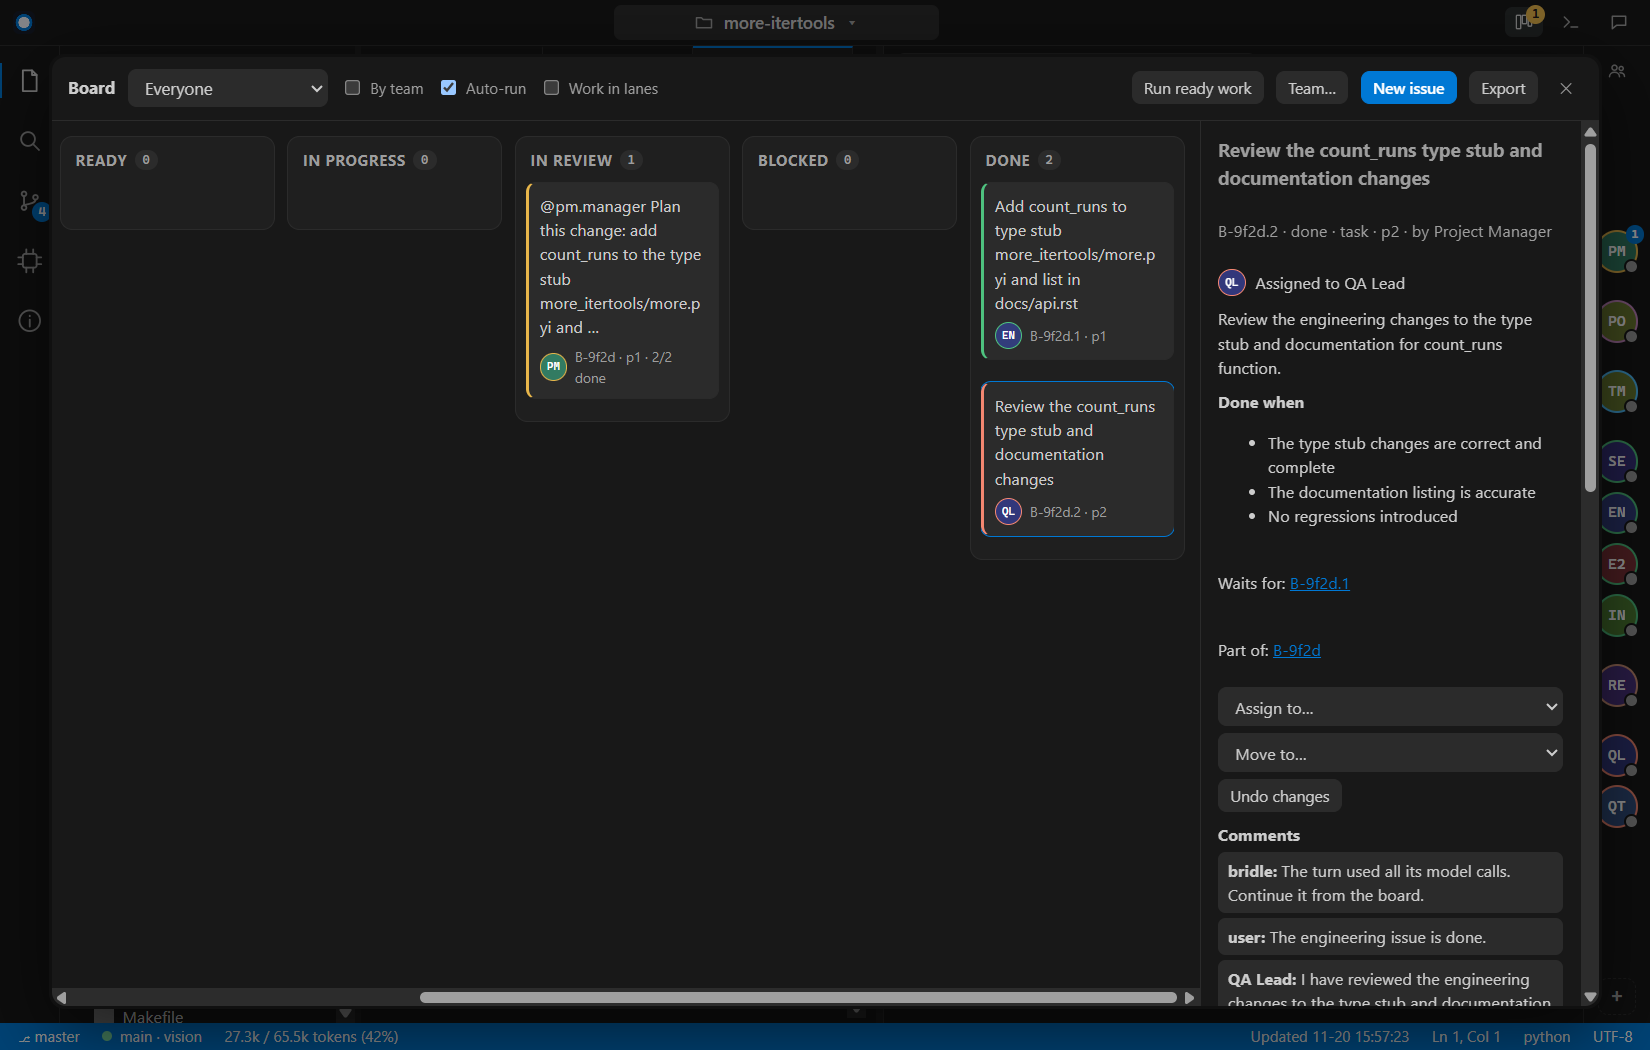 more-itertools
1
Board
Everyone
By team
Auto-run
Work in lanes
Run ready work
Team...
New issue
Export
READY 0
IN PROGRESS 0
IN REVIEW 1
@pm.manager Plan
this change: add
count_runs to the type
stub
more_itertools/more.p
yi and ...
PM
B-9f2d · p1 · 2/2
done
BLOCKED 0
DONE 2
Add count_runs to
type stub
more_itertools/more.p
yi and list in
docs/api.rst
EN B-9f2d.1 · p1
Review the count_runs
type stub and
documentation
changes
QL B-9f2d.2 · p2
Review the count_runs type stub and
documentation changes
B-9f2d.2 · done · task · p2 · by Project Manager
QL Assigned to QA Lead
Review the engineering changes to the type
stub and documentation for count_runs
function.
Done when
• The type stub changes are correct and
complete
• The documentation listing is accurate
• No regressions introduced
Waits for: B-9f2d.1
Part of: B-9f2d
Assign to...
Move to...
Undo changes
Comments
bridle: The turn used all its model calls.
Continue it from the board.
user: The engineering issue is done.
QA Lead: I have reviewed the engineering
changes to the type stub and documentation
4
1
PM
PO
TM
SE
EN
E2
IN
RE
QL
QT
+
Makefile
master
main · vision
27.3k / 65.5k tokens (42%)
Updated 11-20 15:57:23
Ln 1, Col 1
python
UTF-8